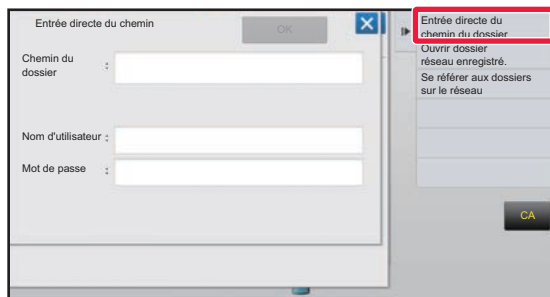 Entrée directe du chemin
OK
Chemin du
dossier :
Nom d'utilisateur :
Mot de passe :
Entrée directe du
chemin du dossier
Ouvrir dossier
réseau enregistré.
Se référer aux dossiers
sur le réseau
CA